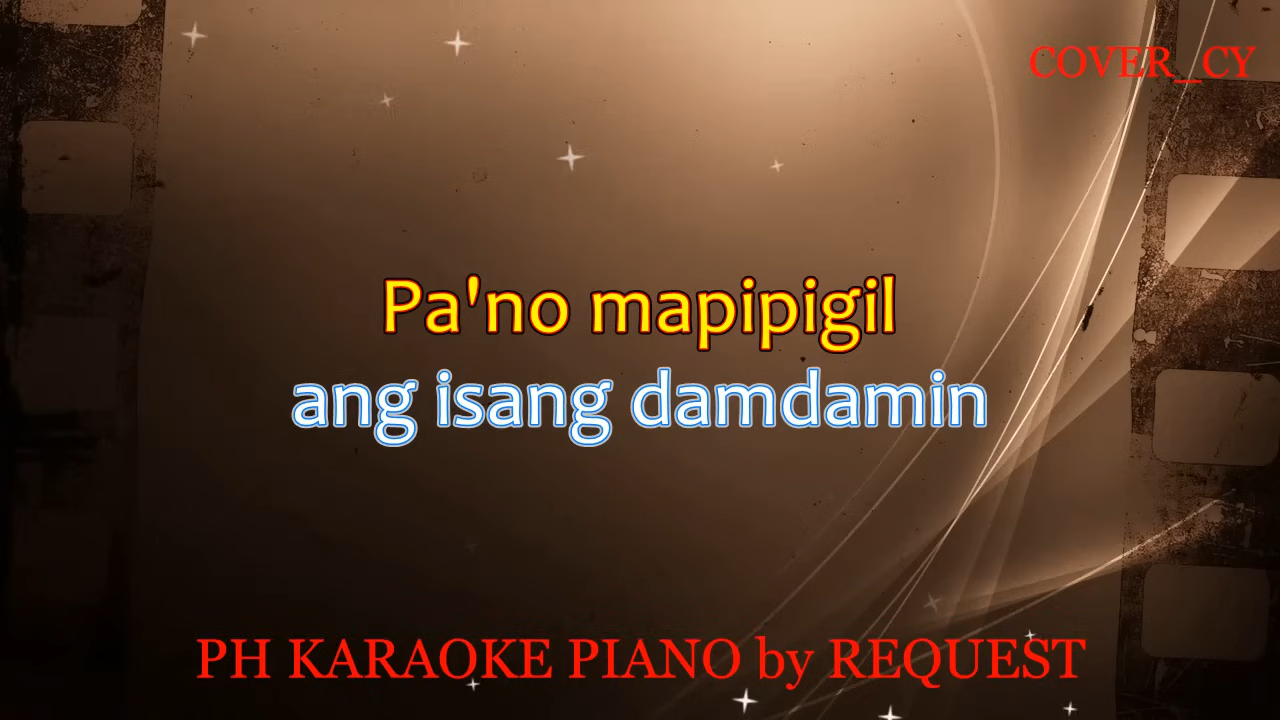 COVER_CY
Pa'no mapipigil
ang isang damdamin
PH KARAOKE PIANO by REQUEST